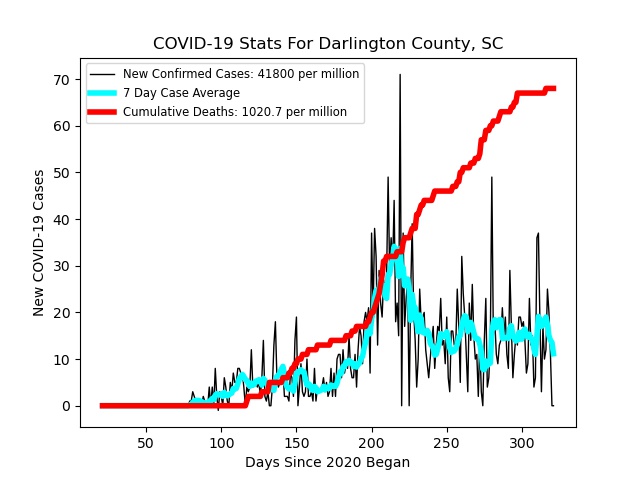 COVID-19 Stats For Darlington County, SC
New Confirmed Cases: 41800 per million
7 Day Case Average
Cumulative Deaths: 1020.7 per million
New COVID-19 Cases
70
60
50
40
30
20
10
0
50 100 150 200 250 300
Days Since 2020 Began